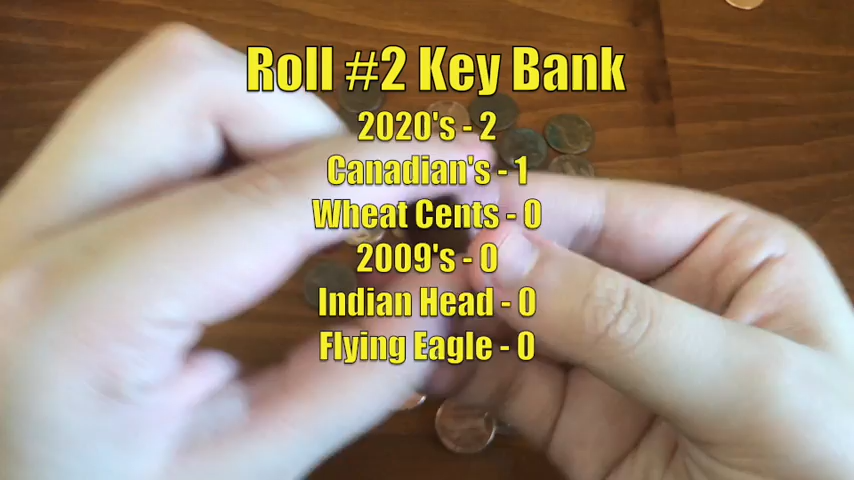 Roll #2 Key Bank
2020's - 2
Canadian's - 1
Wheat Cents - 0
2009's - 0
Indian Head - 0
Flying Eagle - 0